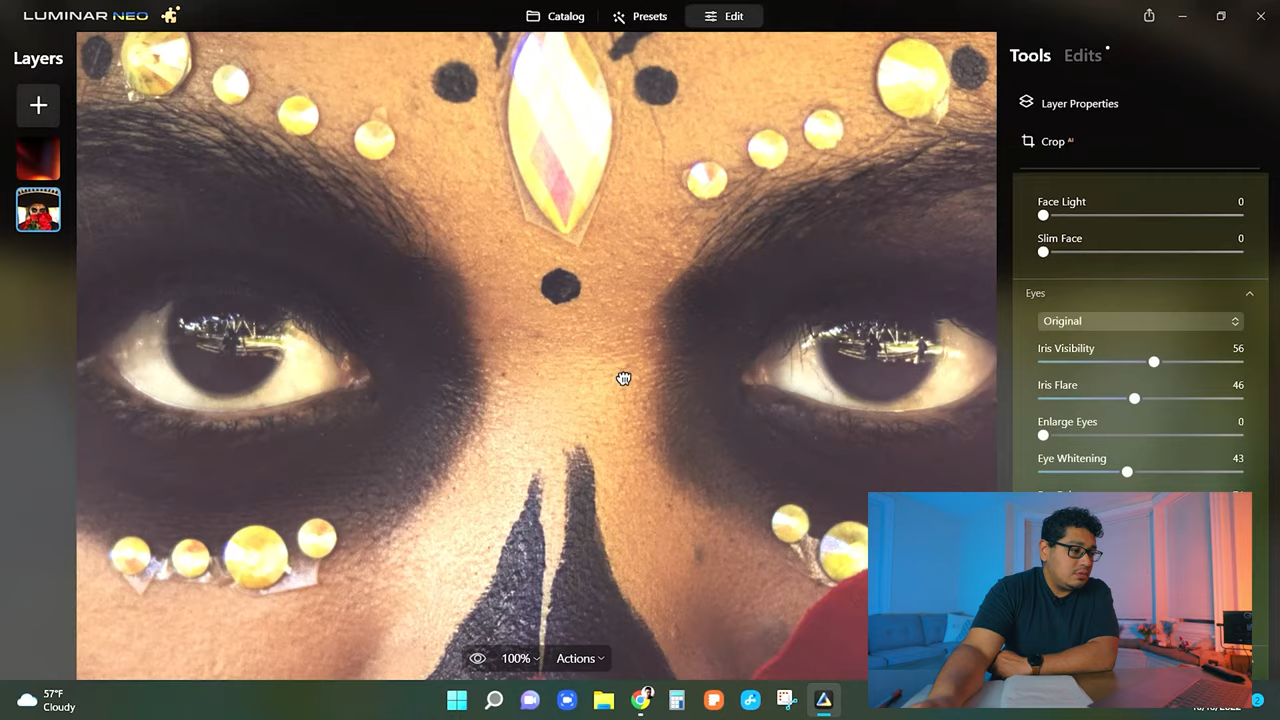 LUMINAR NEO
Catalog
Presets
Edit
Layers
Tools Edits
Layer Properties
Crop AI
Face Light 0
Slim Face 0
Eyes
Original
Iris Visibility 56
Iris Flare 46
Enlarge Eyes 0
Eye Whitening 43
100%
Actions
57°F
Cloudy